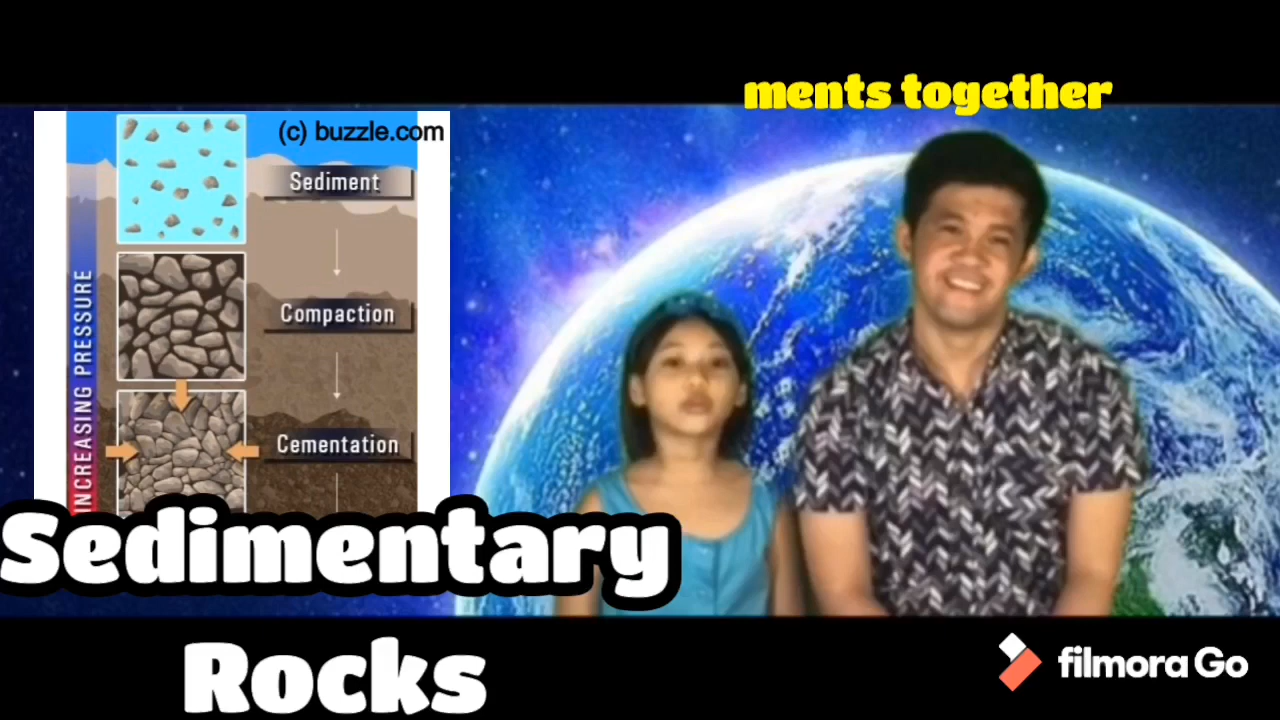 ments together
(c) buzzle.com
Sediment
Compaction
Cementation
INCREASING PRESSURE
Sedimentary
Rocks
filmora Go